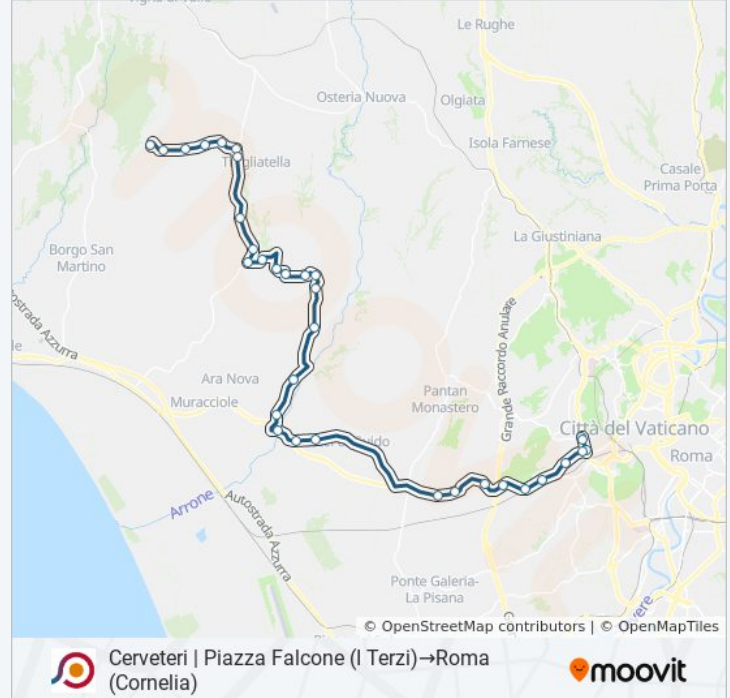 Le Rughe
Osteria Nuova
Olgiata
Isola Farnese
Casale
Prima Porta
Tragliatella
La Giustiniana
Borgo San
Martino
Grande Raccordo Anulare
Autostrada Azzurra
Ara Nova
Muracciole
Pantan
Monastero
Città del Vaticano
Roma
Arrone
Autostrada Azzurra
Ponte Galeria-
La Pisana
© OpenStreetMap contributors | © OpenMapTiles
Cerveteri | Piazza Falcone (I Terzi)→Roma
(Cornelia)
moovit